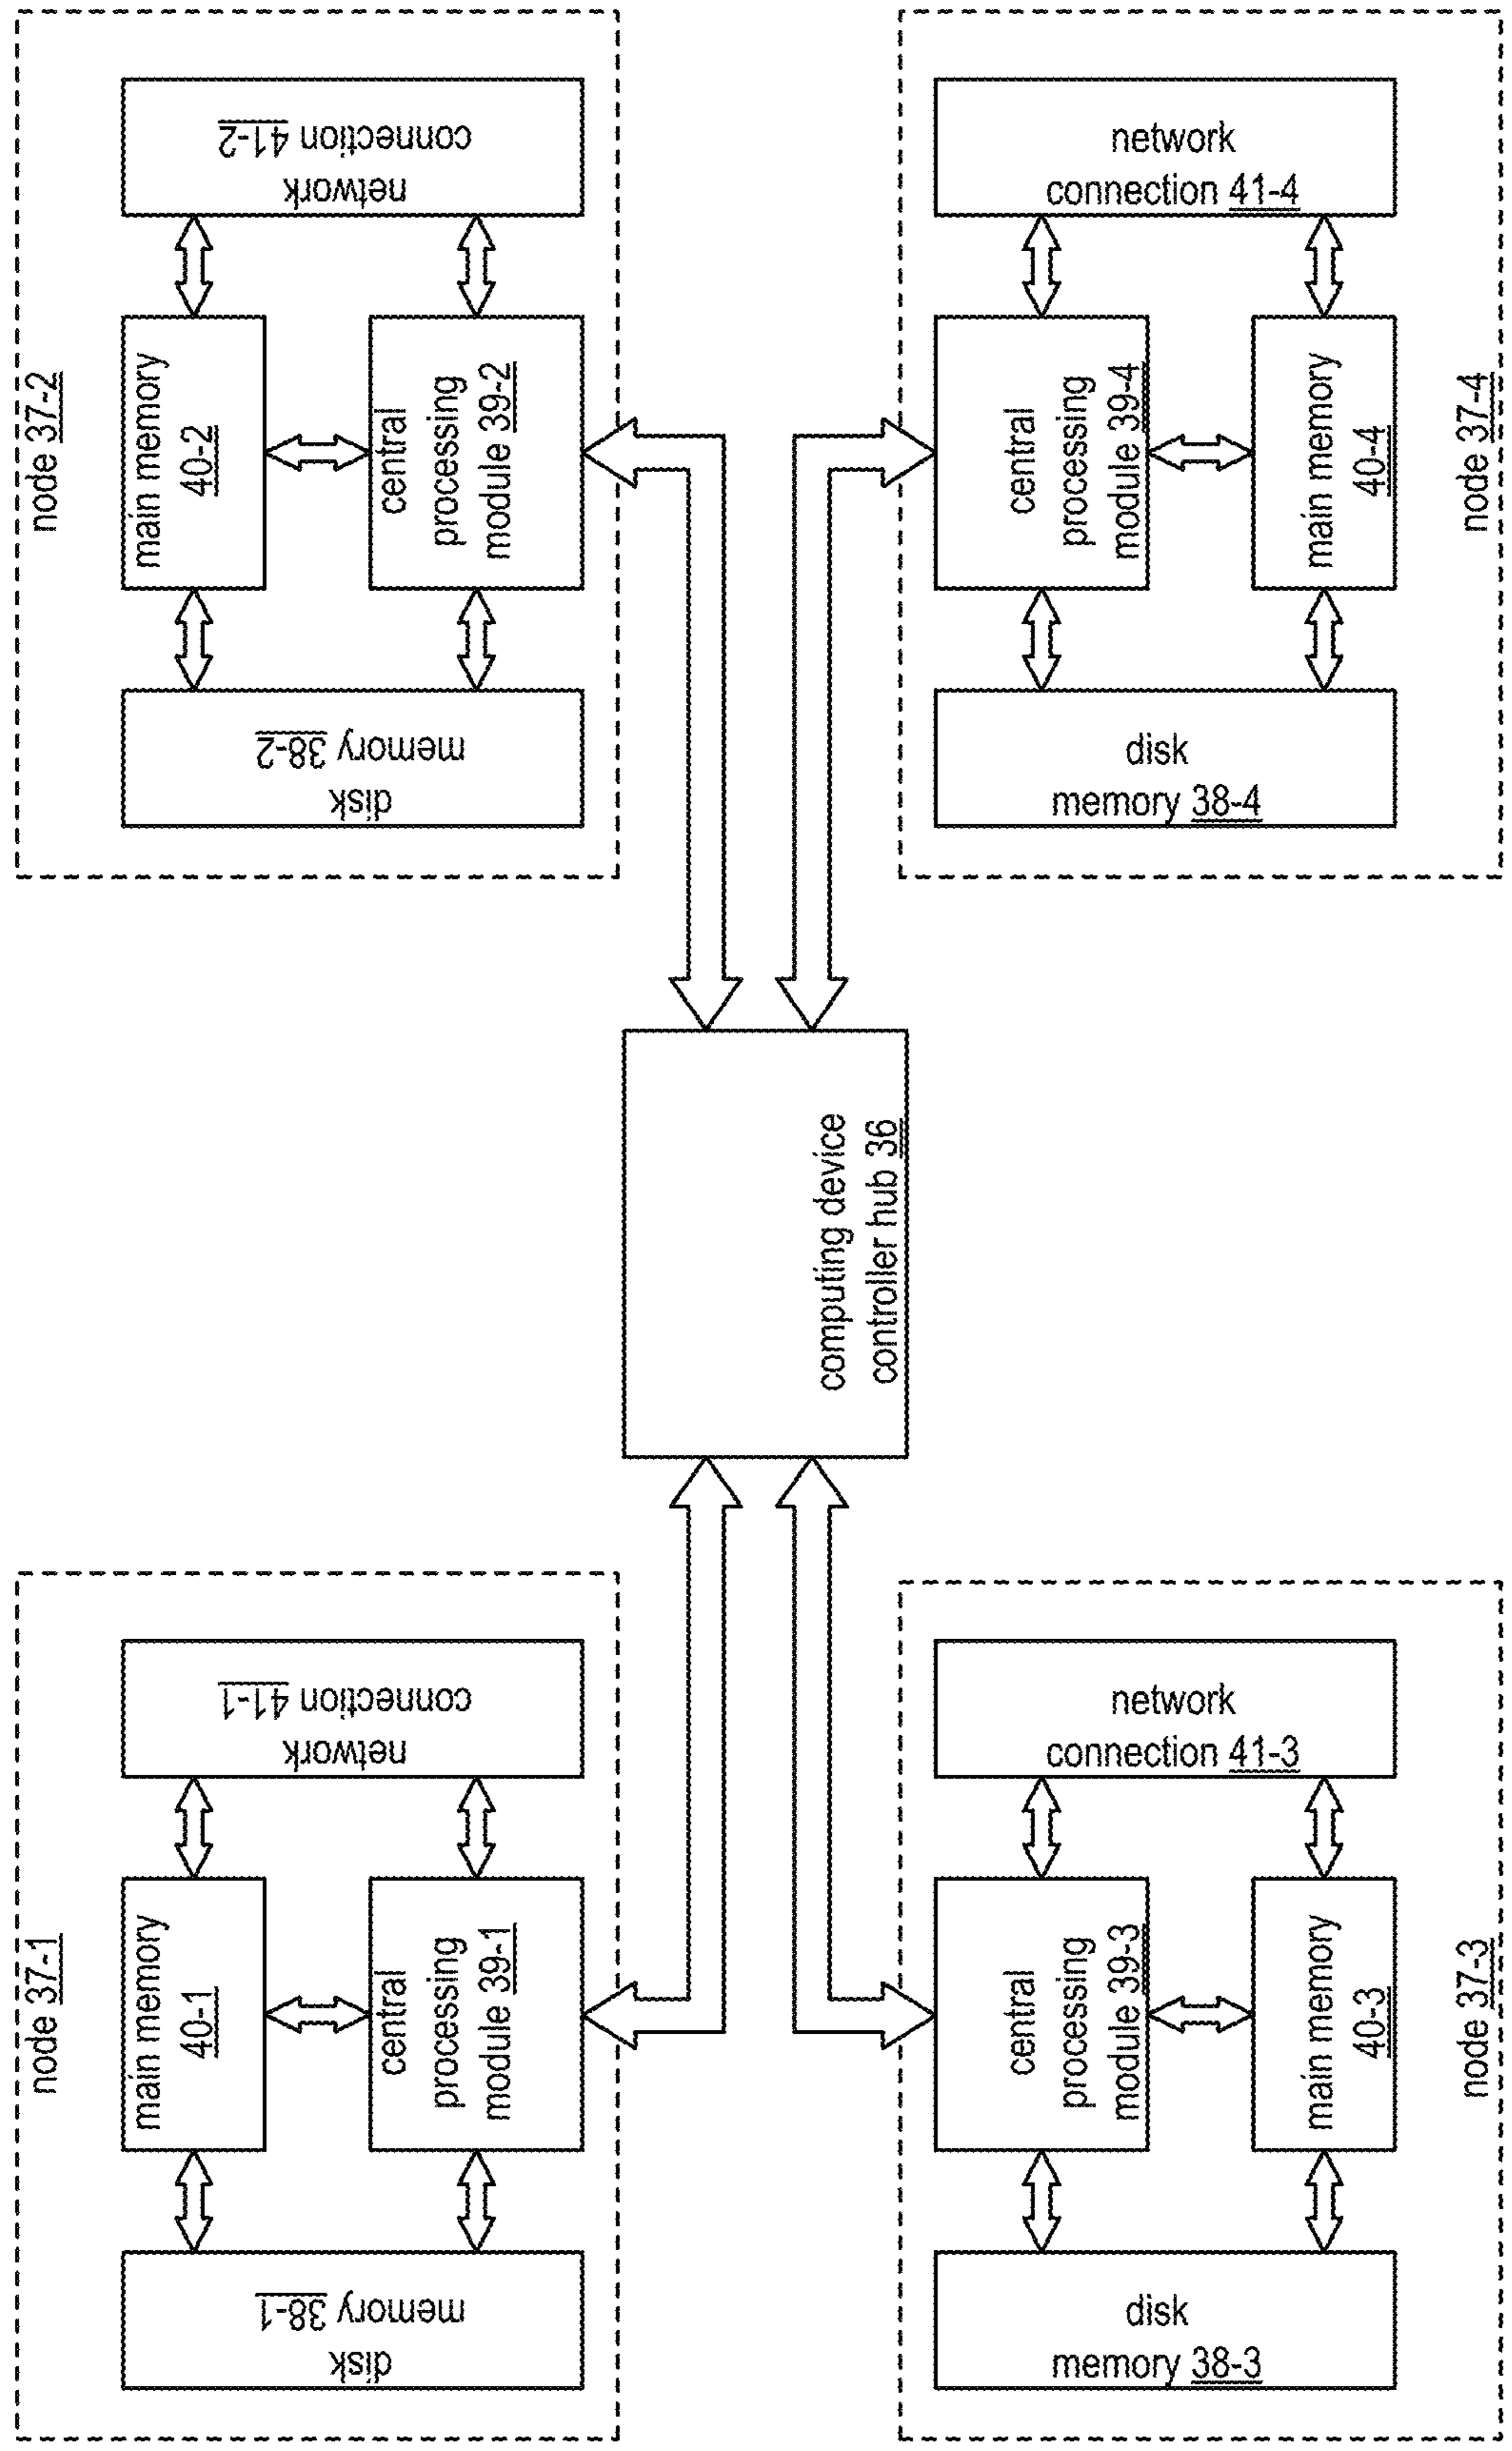 node 37-1
main memory
40-1
central
processing
module 39-1
disk
memory 38-1
network
connection 41-1
node 37-2
main memory
40-2
central
processing
module 39-2
disk
memory 38-2
network
connection 41-2
computing device
controller hub 36
disk
memory 38-3
central
processing
module 39-3
main memory
40-3
network
connection 41-3
node 37-3
disk
memory 38-4
central
processing
module 39-4
main memory
40-4
network
connection 41-4
node 37-4